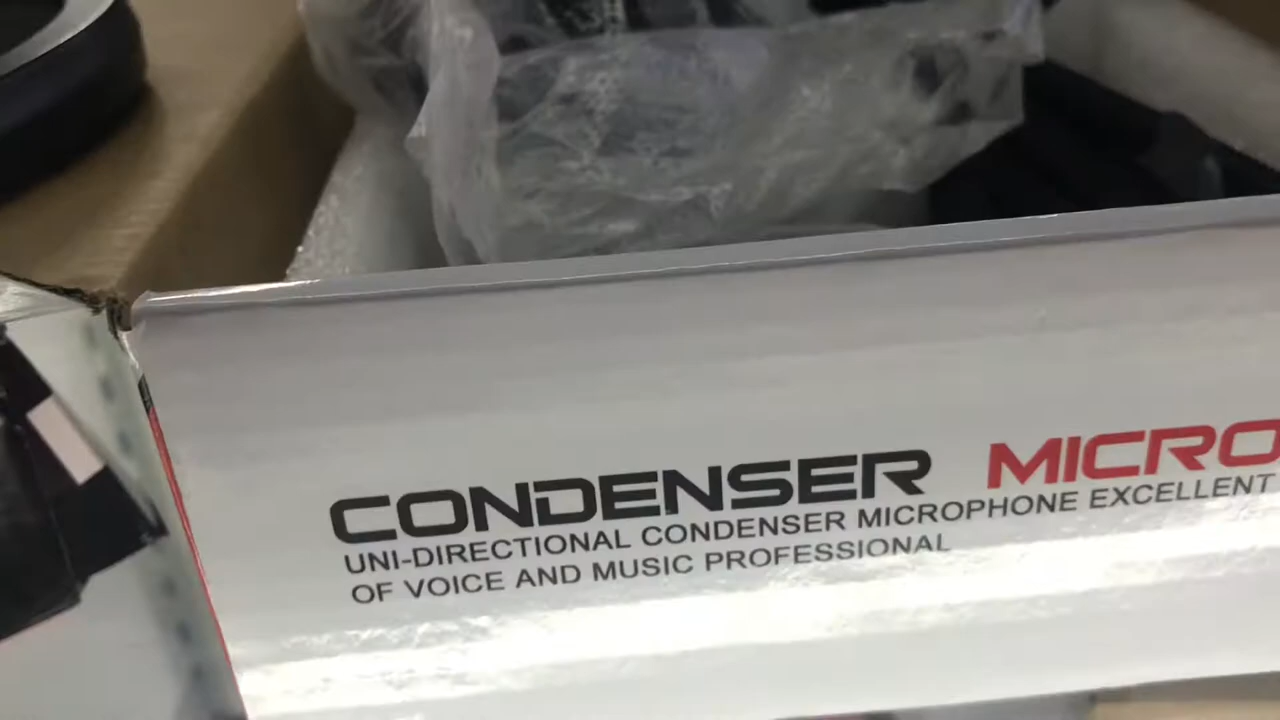 CONDENSER MICRO
UNI-DIRECTIONAL CONDENSER MICROPHONE EXCELLENT
OF VOICE AND MUSIC PROFESSIONAL